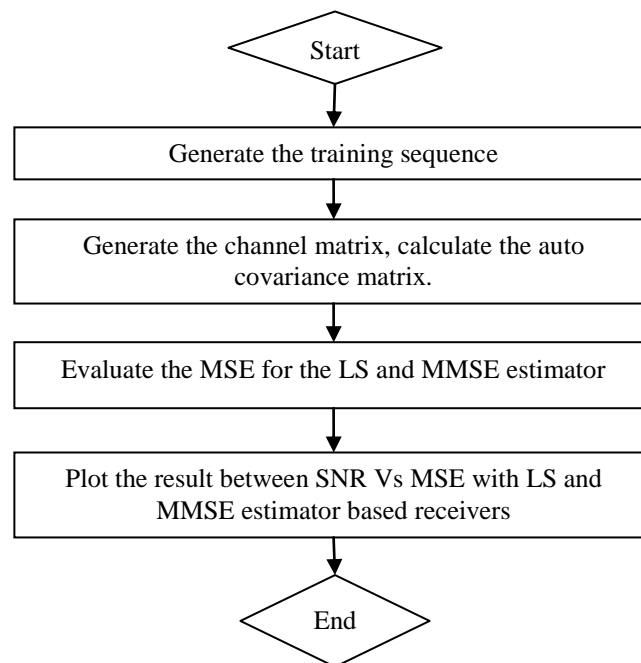 Start
Generate the training sequence
Generate the channel matrix, calculate the auto
covariance matrix.
Evaluate the MSE for the LS and MMSE estimator
Plot the result between SNR Vs MSE with LS and
MMSE estimator based receivers
End